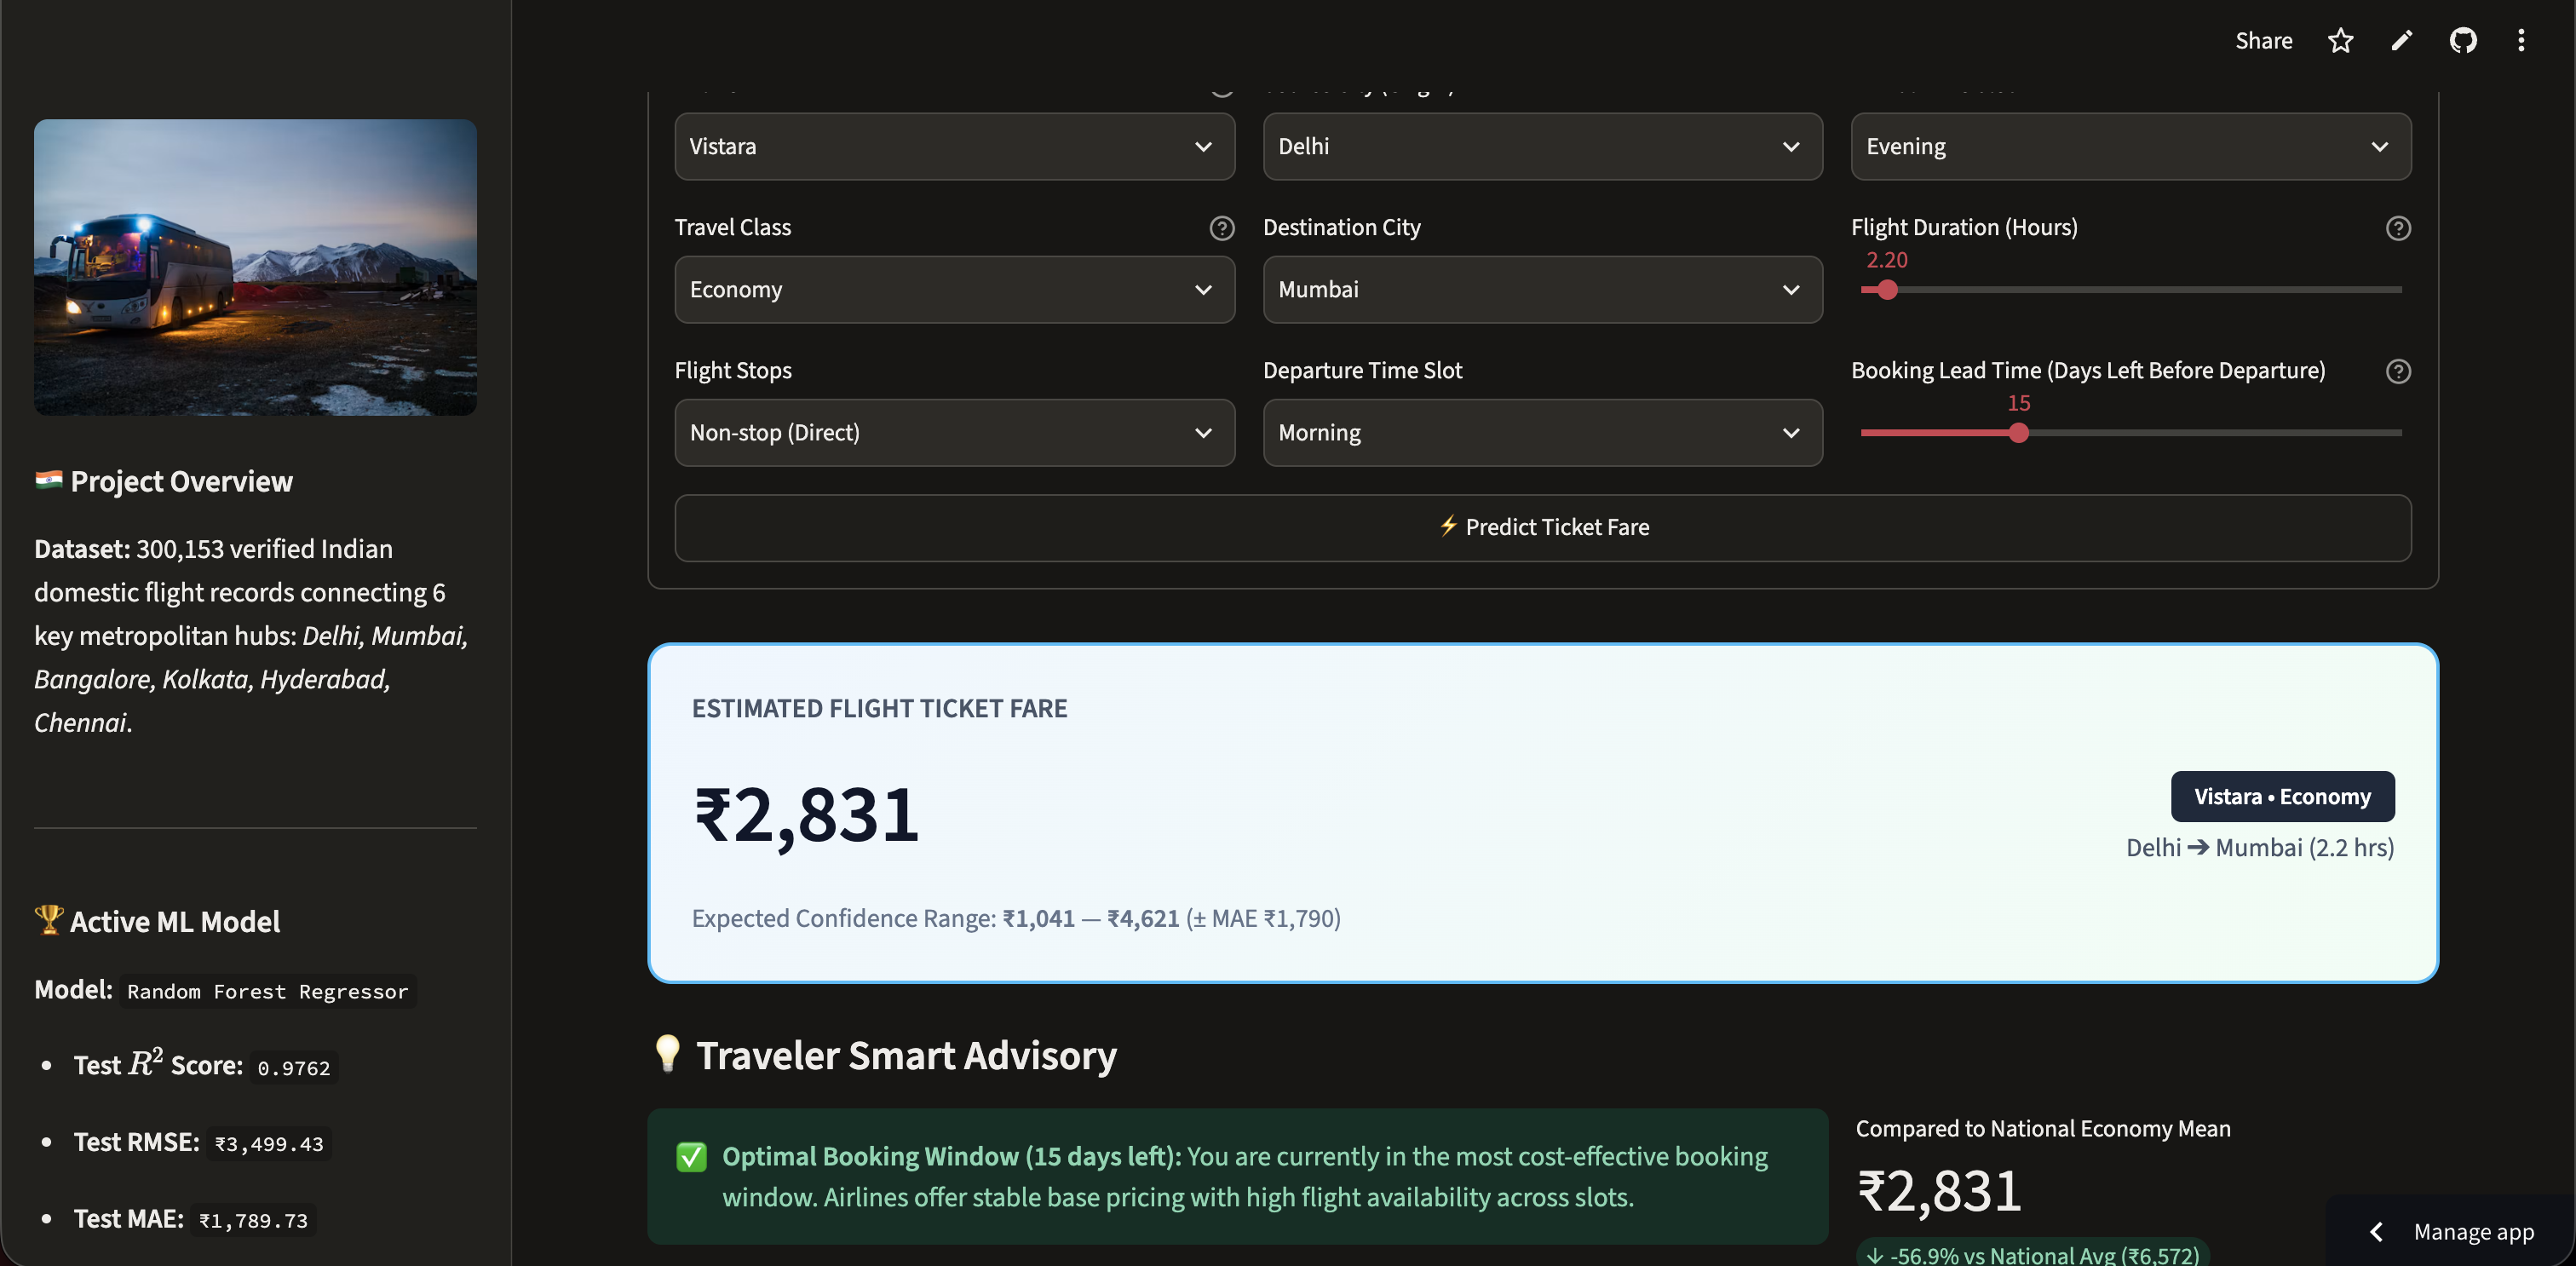 Share
Vistara
Delhi
Evening
Travel Class
Destination City
Flight Duration (Hours)
2.20
Economy
Mumbai
Flight Stops
Departure Time Slot
Booking Lead Time (Days Left Before Departure)
15
Non-stop (Direct)
Morning
⚡ Predict Ticket Fare
🇮🇳 Project Overview
Dataset: 300,153 verified Indian
domestic flight records connecting 6
key metropolitan hubs: Delhi, Mumbai,
Bangalore, Kolkata, Hyderabad,
Chennai.
🏆 Active ML Model
Model: Random Forest Regressor
• Test R² Score: 0.9762
• Test RMSE: ₹3,499.43
• Test MAE: ₹1,789.73
ESTIMATED FLIGHT TICKET FARE
₹2,831
Vistara • Economy
Delhi ➔ Mumbai (2.2 hrs)
Expected Confidence Range: ₹1,041 — ₹4,621 (± MAE ₹1,790)
💡 Traveler Smart Advisory
✅ Optimal Booking Window (15 days left): You are currently in the most cost-effective booking
window. Airlines offer stable base pricing with high flight availability across slots.
Compared to National Economy Mean
₹2,831
↓ -56.9% vs National Avg (₹6,572)
Manage app